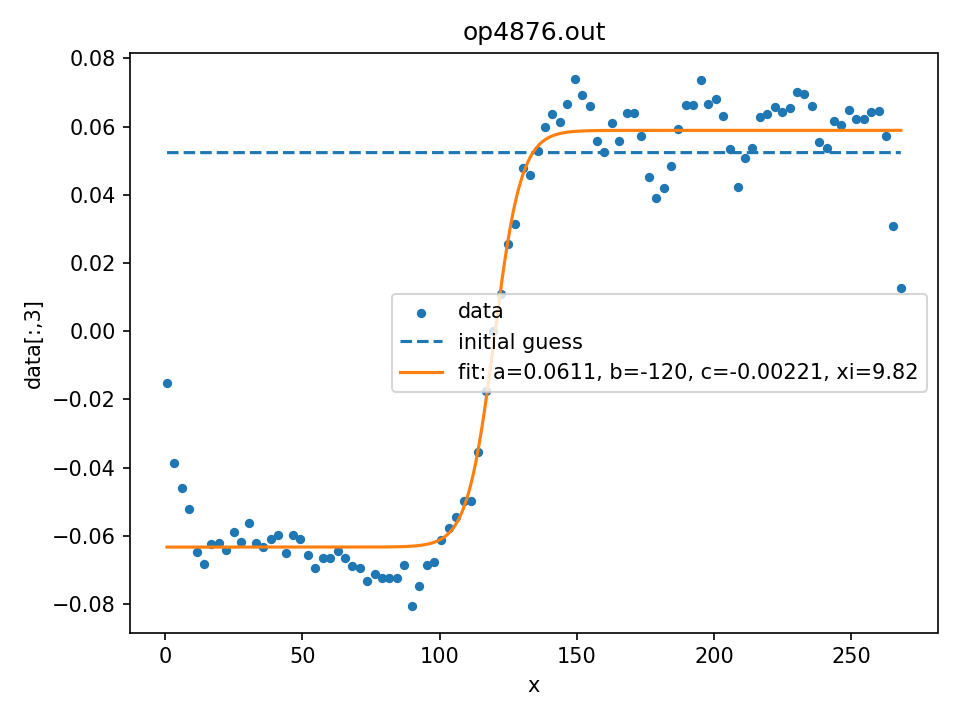 op4876.out
0.08
0.06
0.04
0.02
0.00
−0.02
−0.04
−0.06
−0.08
data[:,3]
data
initial guess
fit: a=0.0611, b=-120, c=-0.00221, xi=9.82
0 50 100 150 200 250
x